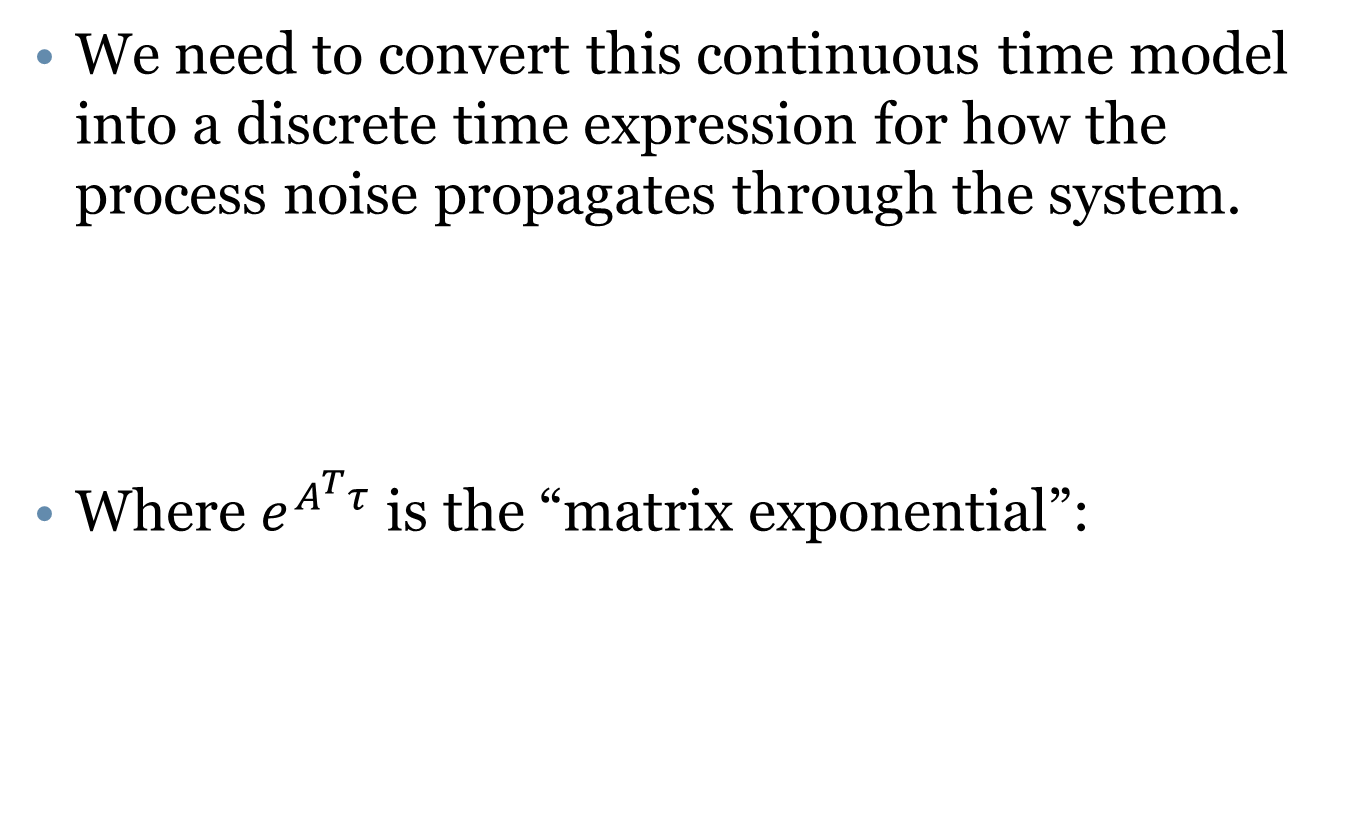 • We need to convert this continuous time model
into a discrete time expression for how the
process noise propagates through the system.
• Where $e^{A^T \tau}$ is the “matrix exponential”: